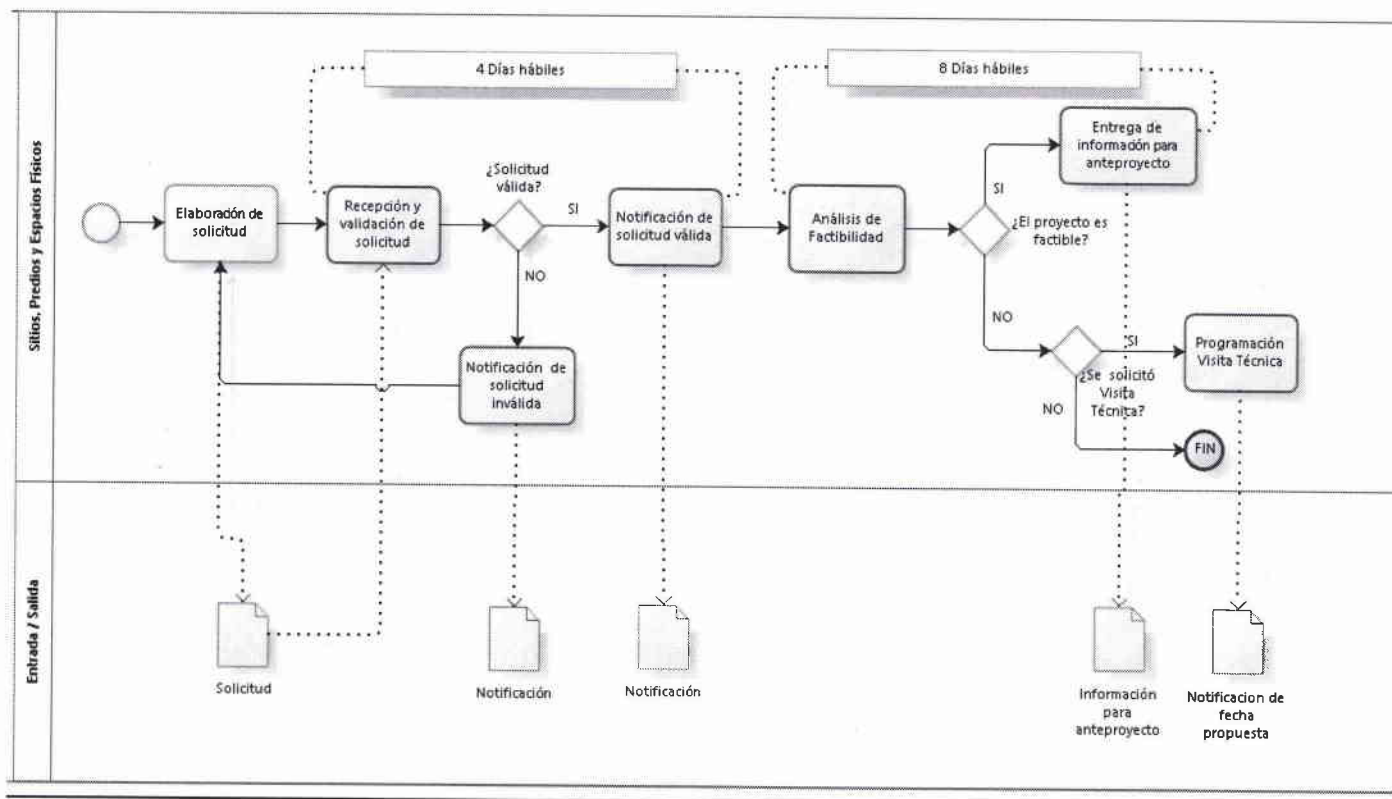 Sitios, Predios y Espacios Físicos
4 Días hábiles
8 Días hábiles
Elaboración de
solicitud
Recepción y
validación de
solicitud
¿Solicitud
válida?
SI
NO
Notificación de
solicitud válida
Notificación de
solicitud
inválida
Análisis de
Factibilidad
¿El proyecto es
factible?
SI
NO
Entrega de
información para
anteproyecto
¿Se solicitó
Visita
Técnica?
SI
NO
Programación
Visita Técnica
FIN
Entrada / Salida
Solicitud
Notificación
Notificación
Información
para
anteproyecto
Notificacion de
fecha
propuesta